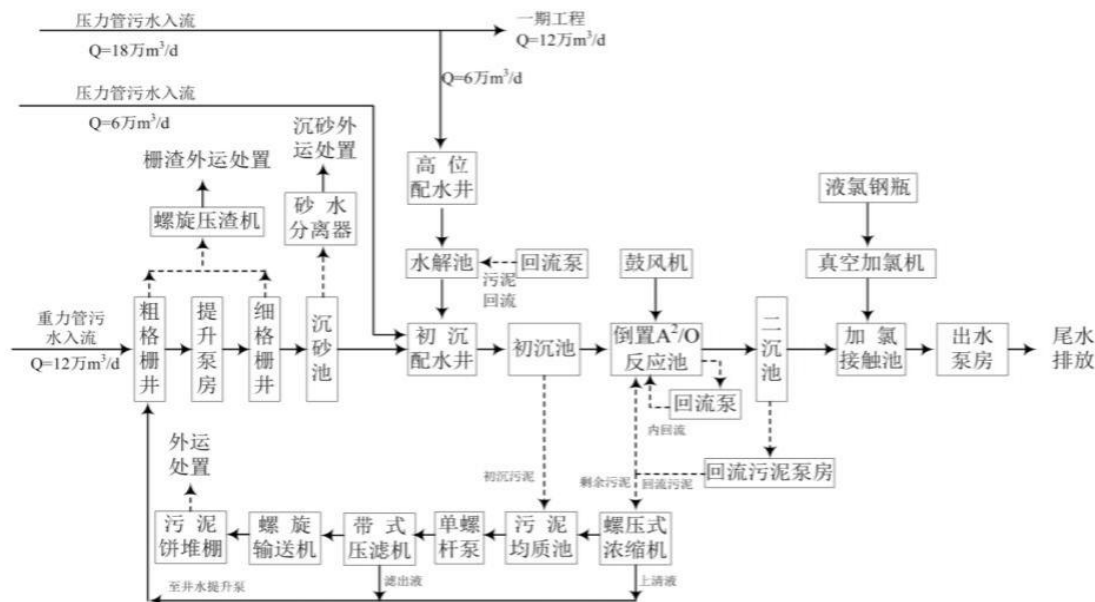 压力管污水入流
Q=18万m³/d
一期工程
Q=12万m³/d
Q=6万m³/d
压力管污水入流
Q=6万m³/d
沉砂外
运处置
栅渣外运处置
高位
配水井
液氯钢瓶
螺旋压渣机
砂水
分离器
水解池
回流泵
污泥
回流
鼓风机
真空加氯机
重力管污
水入流
Q=12万m³/d
粗格栅井
提升泵房
细格栅井
沉砂池
初沉
配水井
初沉池
倒置A²/O
反应池
二沉池
加氯
接触池
出水
泵房
尾水
排放
回流泵
内回流
外运
处置
初沉污泥
剩余污泥
回流污泥
回流污泥泵房
污泥
饼堆棚
螺旋
输送机
带式
压滤机
单螺
杆泵
污泥
均质池
螺压式
浓缩机
至井水提升泵
滤出液
上清液